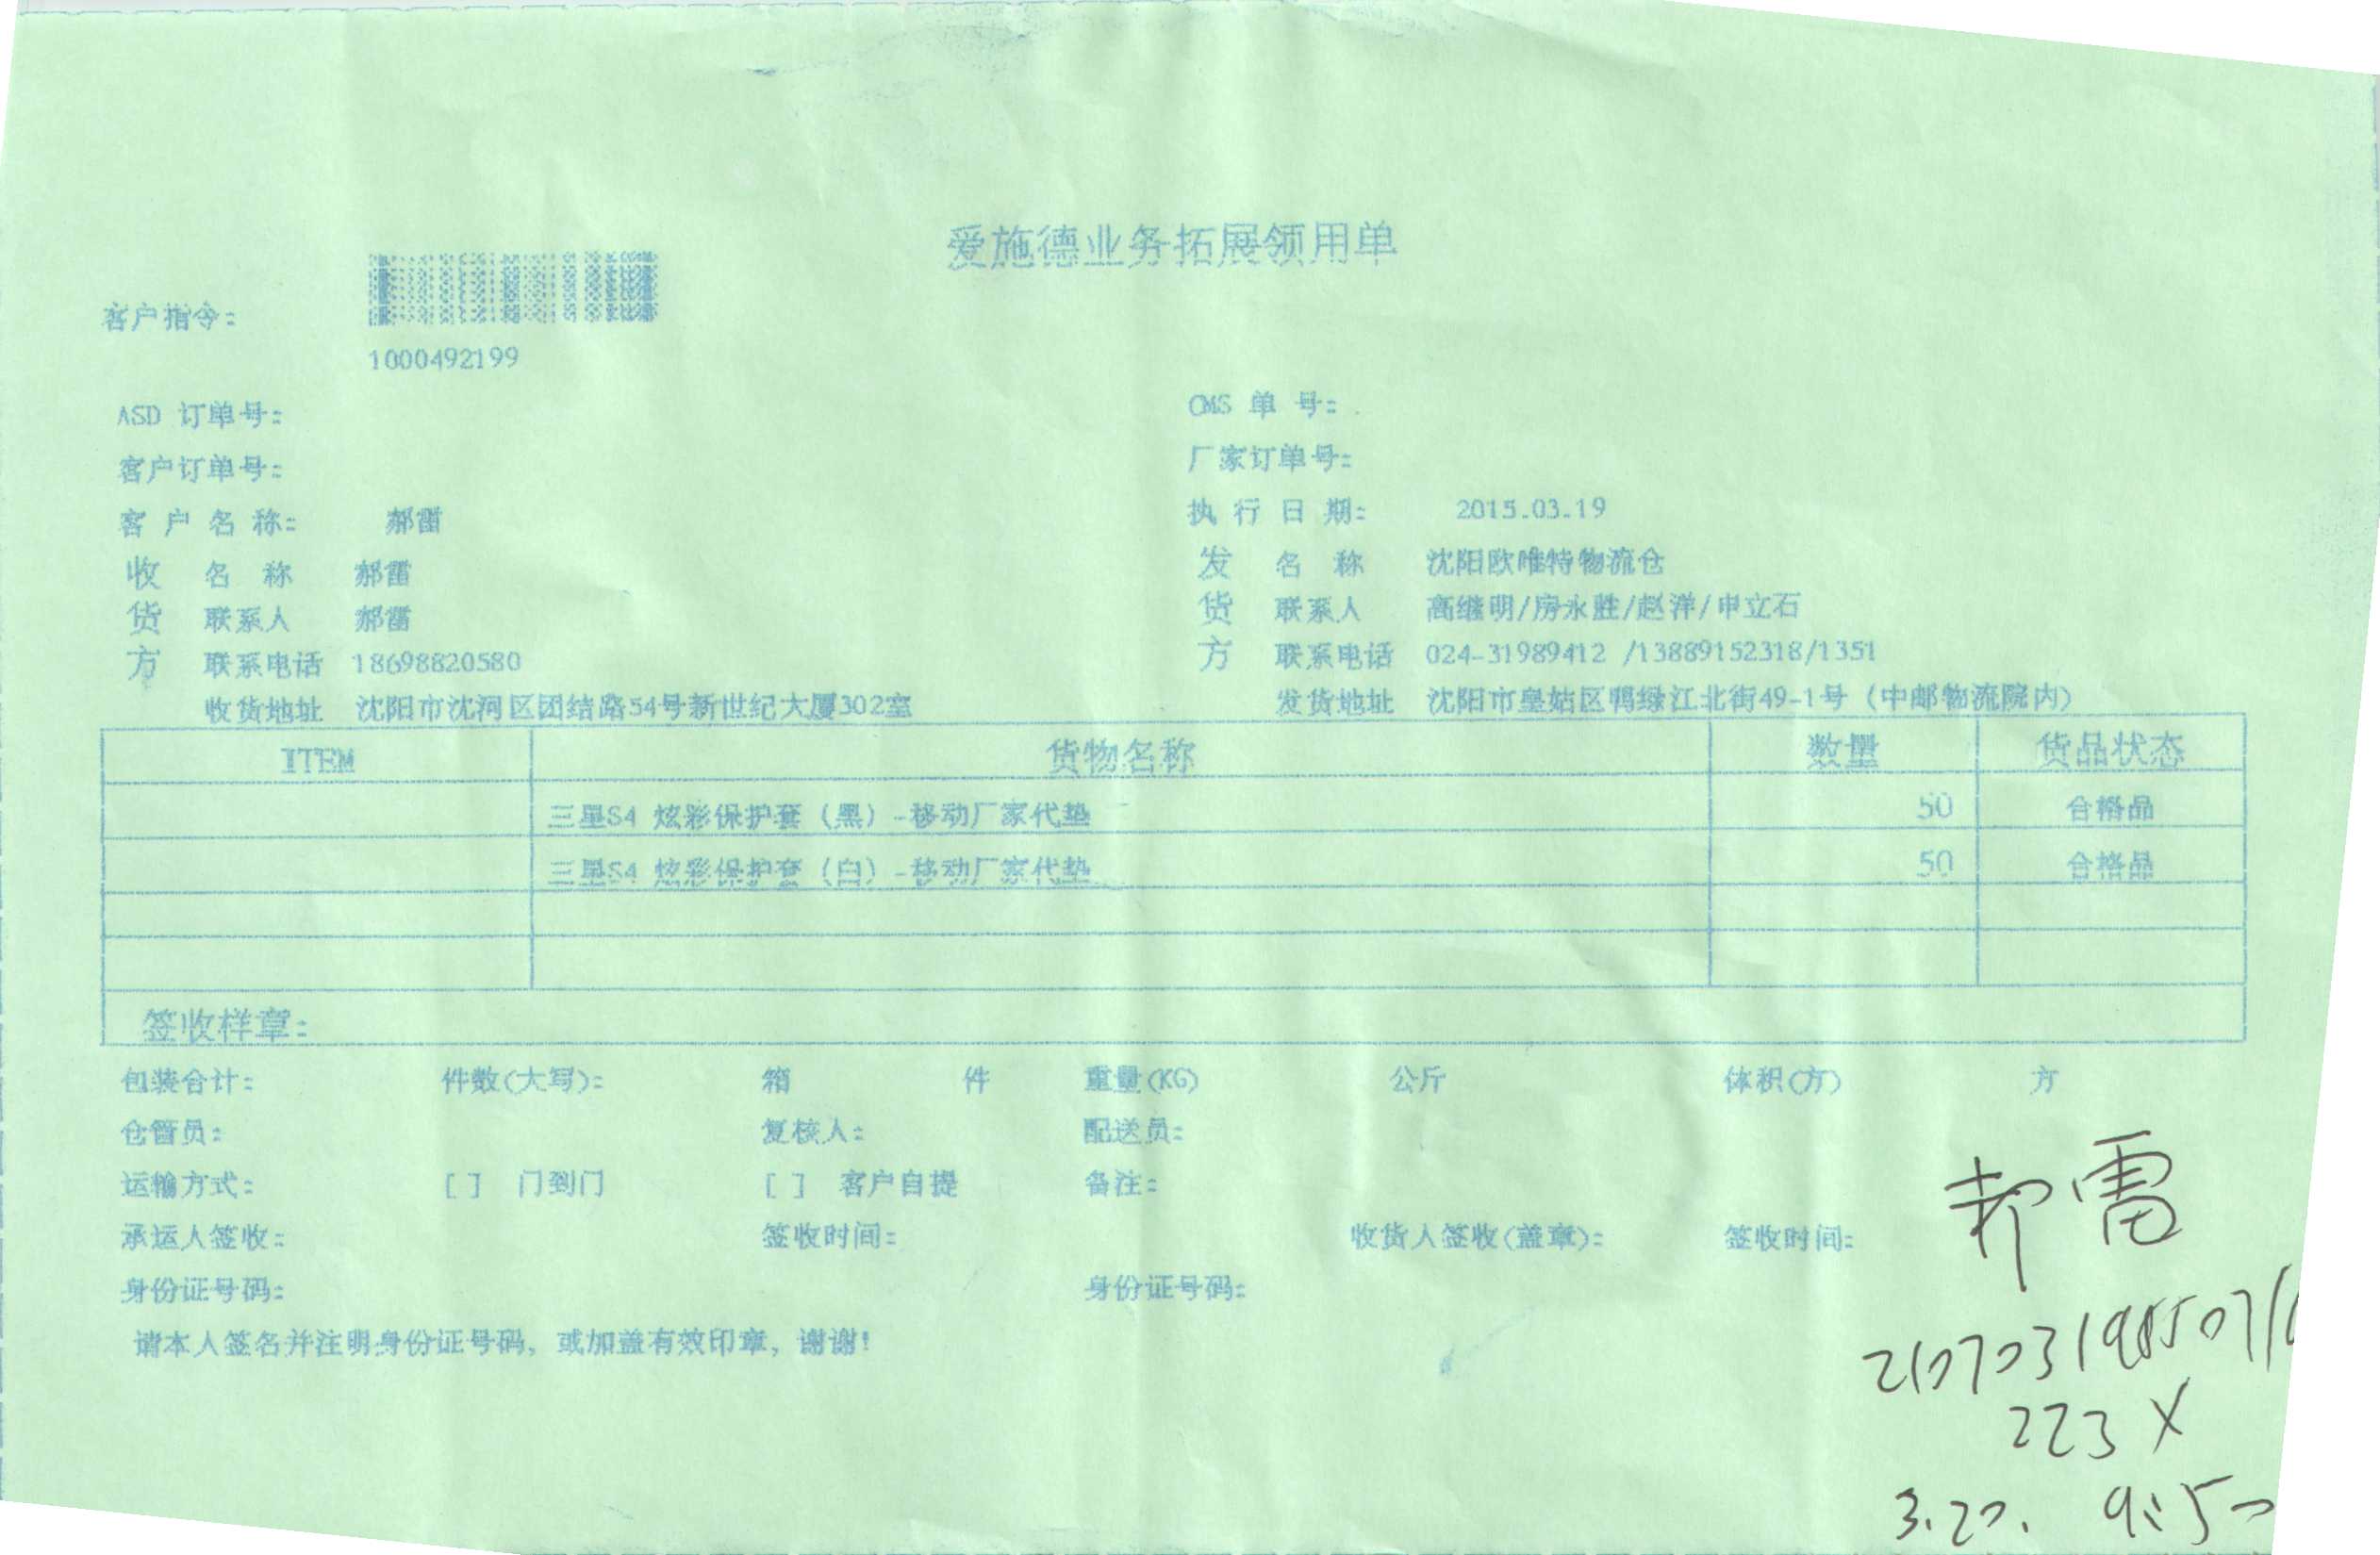 爱施德业务拓展领用单
客户指令:
1000492199
ASD 订单号: CMS 单 号:
客户订单号: 厂家订单号:
客 户 名 称: 郝雷 执 行 日 期: 2015.03.19
收 名 称 郝雷 发 名 称 沈阳欧唯特物流仓
货 联系人 郝雷 货 联系人 高继明/房永胜/赵洋/申立石
方 联系电话 18698820580 方 联系电话 024-31989412 /13889152318/1351
收货地址 沈阳市沈河区团结路54号新世纪大厦302室 发货地址 沈阳市皇姑区鸭绿江北街49-1号（中邮物流院内）
ITEM 货物名称 数量 货品状态
三星S4 炫彩保护套（黑）-移动厂家代垫 50 合格品
三星S4 炫彩保护套（白）-移动厂家代垫 50 合格品
签收样章:
包装合计: 件数(大写): 箱 件 重量(KG) 公斤 体积(方) 方
仓管员: 复核人: 配送员:
运输方式: [ ] 门到门 [ ] 客户自提 备注:
承运人签收: 签收时间: 收货人签收(盖章): 签收时间: 郝雷
身份证号码: 身份证号码:
请本人签名并注明身份证号码，或加盖有效印章，谢谢!
223X
3.20. 9:50